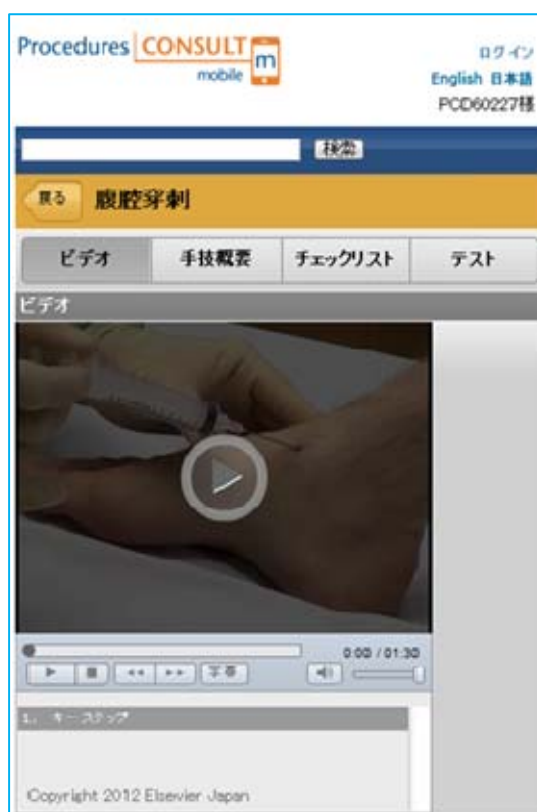 Procedures CONSULT m
mobile
ログイン
English 日本語
PCD60227様
検索
戻る 腹腔穿刺
ビデオ 手技概要 チェックリスト テスト
ビデオ
0:00 / 01:30
字幕
1. キーステップ
Copyright 2012 Elsevier Japan